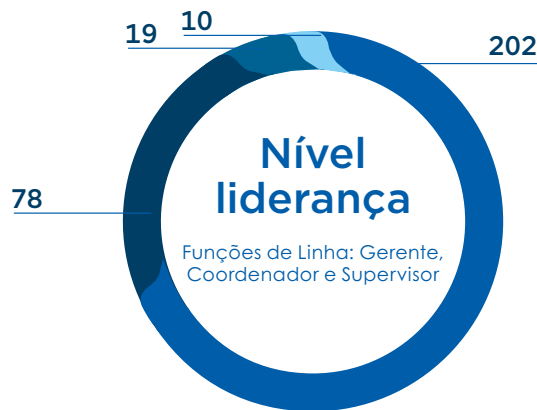 10
19
202
78
Nível
liderança
Funções de Linha: Gerente,
Coordenador e Supervisor